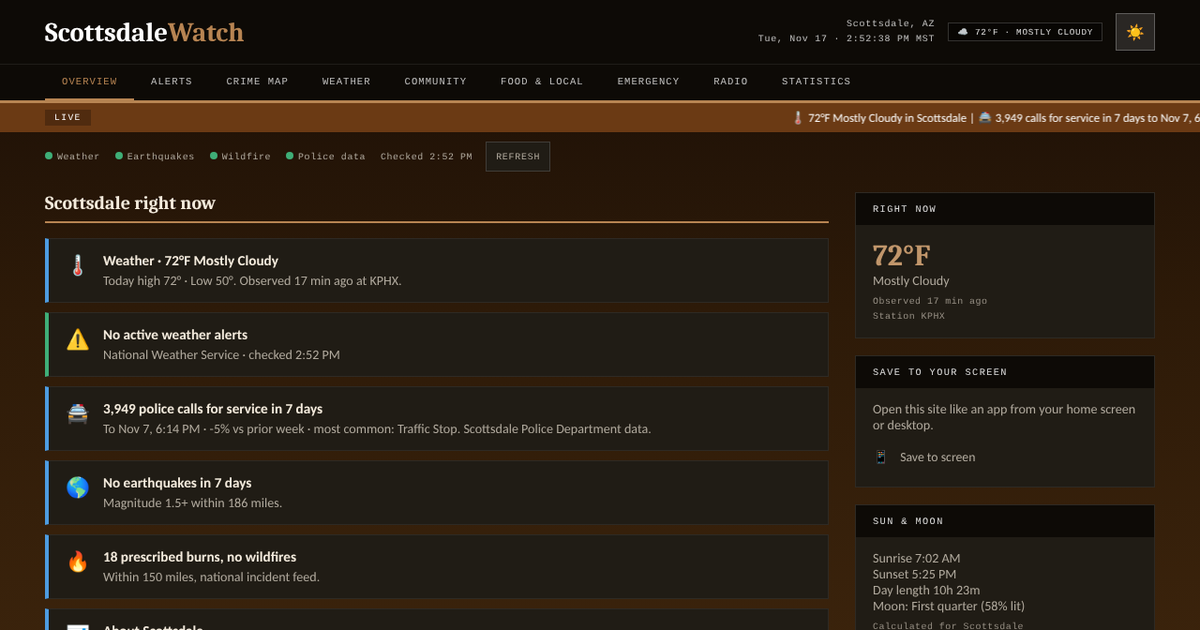 ScottsdaleWatch
Scottsdale, AZ
Tue, Nov 17 · 2:52:38 PM MST
72°F · MOSTLY CLOUDY
OVERVIEW ALERTS CRIME MAP WEATHER COMMUNITY FOOD & LOCAL EMERGENCY RADIO STATISTICS
LIVE
72°F Mostly Cloudy in Scottsdale | 3,949 calls for service in 7 days to Nov 7, 6
Weather Earthquakes Wildfire Police data Checked 2:52 PM REFRESH
Scottsdale right now
Weather · 72°F Mostly Cloudy
Today high 72° · Low 50°. Observed 17 min ago at KPHX.
No active weather alerts
National Weather Service · checked 2:52 PM
3,949 police calls for service in 7 days
To Nov 7, 6:14 PM · -5% vs prior week · most common: Traffic Stop. Scottsdale Police Department data.
No earthquakes in 7 days
Magnitude 1.5+ within 186 miles.
18 prescribed burns, no wildfires
Within 150 miles, national incident feed.
About Scottsdale
RIGHT NOW
72°F
Mostly Cloudy
Observed 17 min ago
Station KPHX
SAVE TO YOUR SCREEN
Open this site like an app from your home screen
or desktop.
Save to screen
SUN & MOON
Sunrise 7:02 AM
Sunset 5:25 PM
Day length 10h 23m
Moon: First quarter (58% lit)
Calculated for Scottsdale